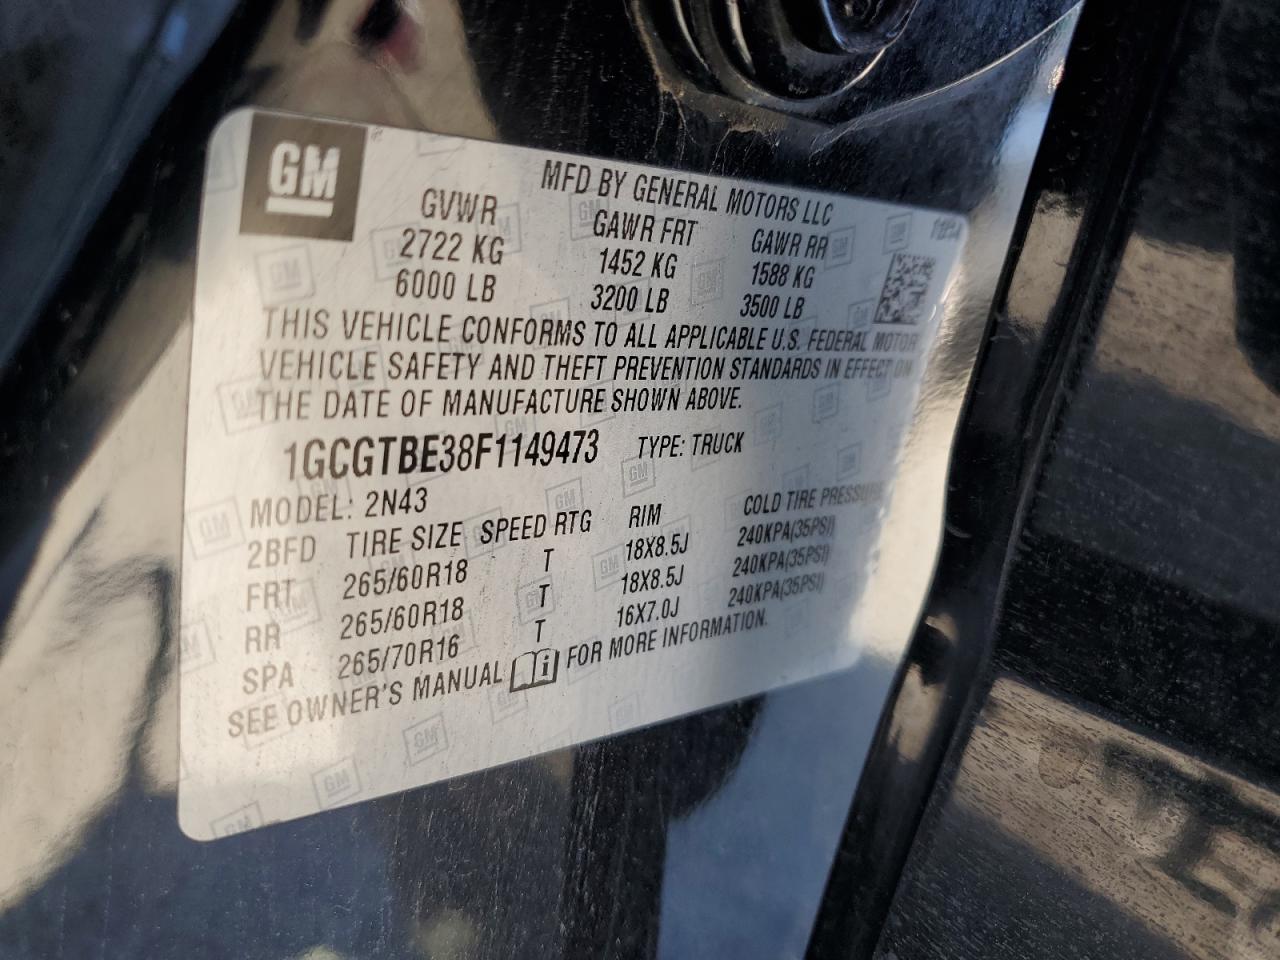 GM
MFD BY GENERAL MOTORS LLC
GVWR GAWR FRT GAWR RR
2722 KG 1452 KG 1588 KG
6000 LB 3200 LB 3500 LB
THIS VEHICLE CONFORMS TO ALL APPLICABLE U.S. FEDERAL MOTOR
VEHICLE SAFETY AND THEFT PREVENTION STANDARDS IN EFFECT ON
THE DATE OF MANUFACTURE SHOWN ABOVE.
1GCGTBE38F1149473 TYPE: TRUCK
MODEL: 2N43
2BFD TIRE SIZE SPEED RTG RIM COLD TIRE PRESSURE
FRT 265/60R18 T 18X8.5J 240KPA(35PSI)
RR 265/60R18 T 18X8.5J 240KPA(35PSI)
SPA 265/70R16 T 16X7.0J 240KPA(35PSI)
SEE OWNER'S MANUAL FOR MORE INFORMATION.